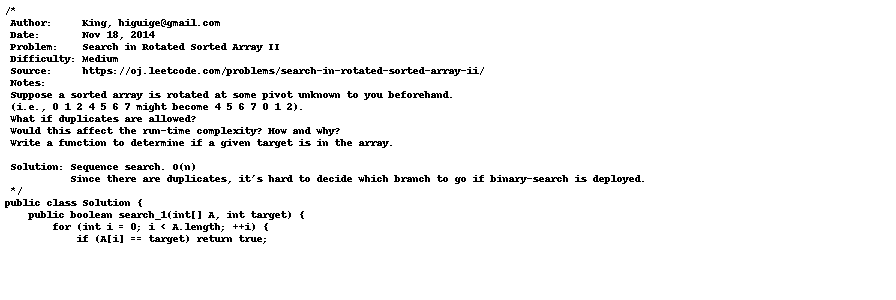 /*
 Author:     King, higuige@gmail.com
 Date:       Nov 18, 2014
 Problem:    Search in Rotated Sorted Array II
 Difficulty: Medium
 Source:     https://oj.leetcode.com/problems/search-in-rotated-sorted-array-ii/
 Notes:
 Suppose a sorted array is rotated at some pivot unknown to you beforehand.
 (i.e., 0 1 2 4 5 6 7 might become 4 5 6 7 0 1 2).
 What if duplicates are allowed?
 Would this affect the run-time complexity? How and why?
 Write a function to determine if a given target is in the array.

 Solution: Sequence search. O(n)
           Since there are duplicates, it's hard to decide which branch to go if binary-search is deployed.
 */
public class Solution {
    public boolean search_1(int[] A, int target) {
        for (int i = 0; i < A.length; ++i) {
            if (A[i] == target) return true;